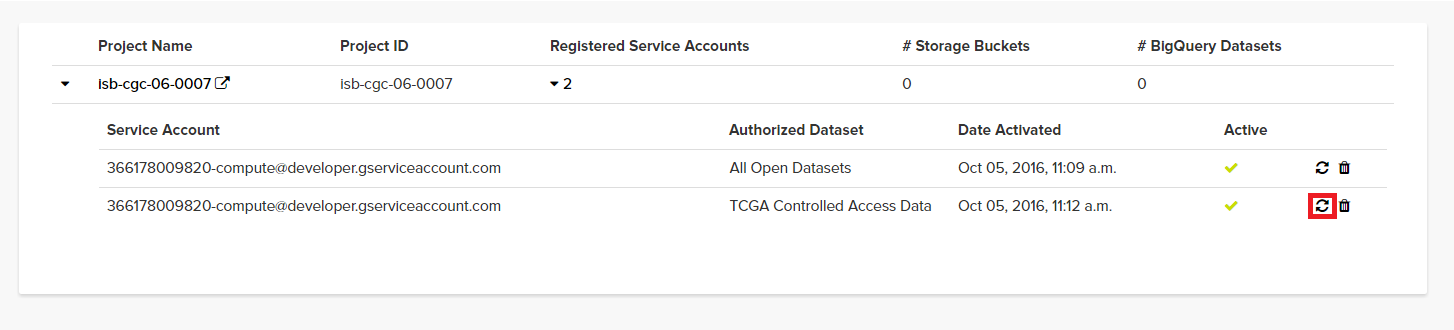 Project Name Project ID Registered Service Accounts # Storage Buckets # BigQuery Datasets
isb-cgc-06-0007 isb-cgc-06-0007 2 0 0
Service Account Authorized Dataset Date Activated Active
366178009820-compute@developer.gserviceaccount.com All Open Datasets Oct 05, 2016, 11:09 a.m.
366178009820-compute@developer.gserviceaccount.com TCGA Controlled Access Data Oct 05, 2016, 11:12 a.m.